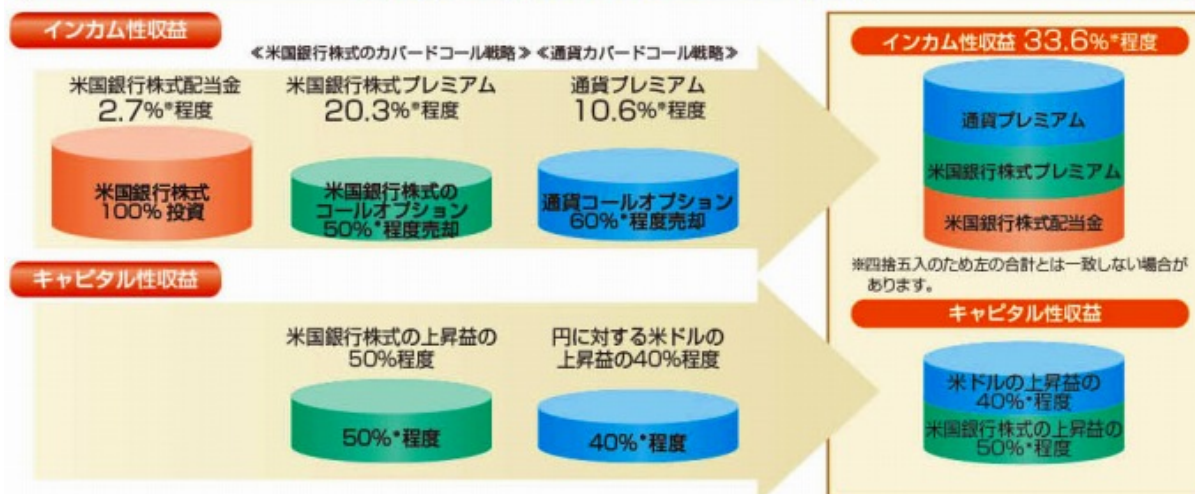 インカム性収益
≪米国銀行株式のカバードコール戦略≫
≪通貨カバードコール戦略≫
米国銀行株式配当金
2.7%*程度
米国銀行株式プレミアム
20.3%*程度
通貨プレミアム
10.6%*程度
米国銀行株式
100% 投資
米国銀行株式の
コールオプション
50%*程度売却
通貨コールオプション
60%*程度売却
インカム性収益 33.6%*程度
通貨プレミアム
米国銀行株式プレミアム
米国銀行株式配当金
※四捨五入のため左の合計とは一致しない場合が
あります。
キャピタル性収益
米国銀行株式の上昇益の
50%程度
円に対する米ドルの
上昇益の40%程度
50%*程度
40%*程度
キャピタル性収益
米ドルの上昇益の
40%*程度
米国銀行株式の上昇益の
50%*程度